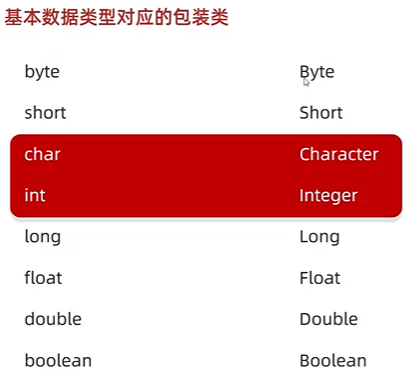 基本数据类型对应的包装类
byte Byte
short Short
char Character
int Integer
long Long
float Float
double Double
boolean Boolean